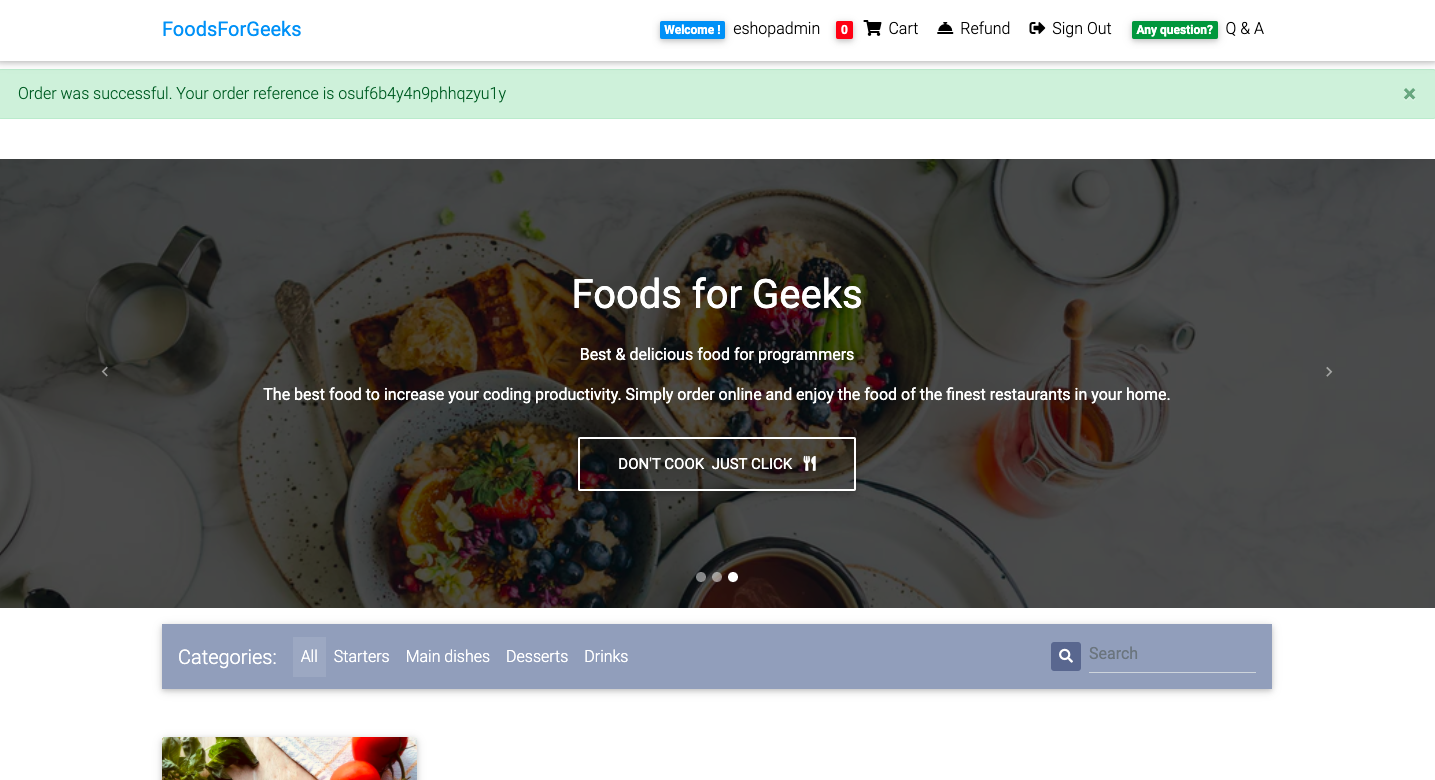 FoodsForGeeks
Welcome ! eshopadmin 0 Cart Refund Sign Out Any question? Q & A
Order was successful. Your order reference is osuf6b4y4n9phhqzyu1y ×
Foods for Geeks
Best & delicious food for programmers
The best food to increase your coding productivity. Simply order online and enjoy the food of the finest restaurants in your home.
DON'T COOK JUST CLICK
Categories: All Starters Main dishes Desserts Drinks Search